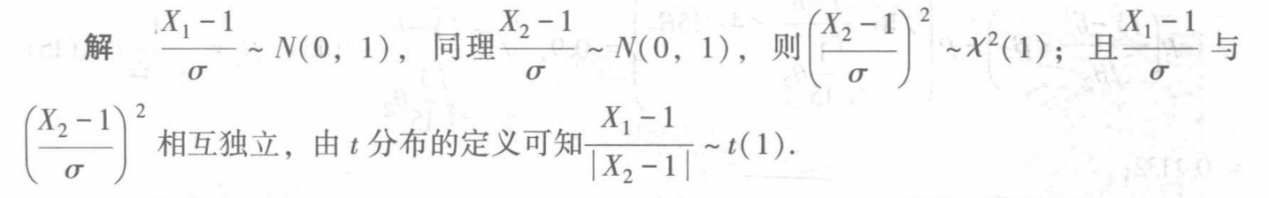 解 $\frac{X_1-1}{\sigma} \sim N(0, 1)$, 同理$\frac{X_2-1}{\sigma} \sim N(0, 1)$, 则$\left(\frac{X_2-1}{\sigma}\right)^2 \sim \chi^2(1)$; 且$\frac{X_1-1}{\sigma}$与
$\left(\frac{X_2-1}{\sigma}\right)^2$相互独立, 由 t 分布的定义可知$\frac{X_1-1}{|X_2-1|} \sim t(1)$.